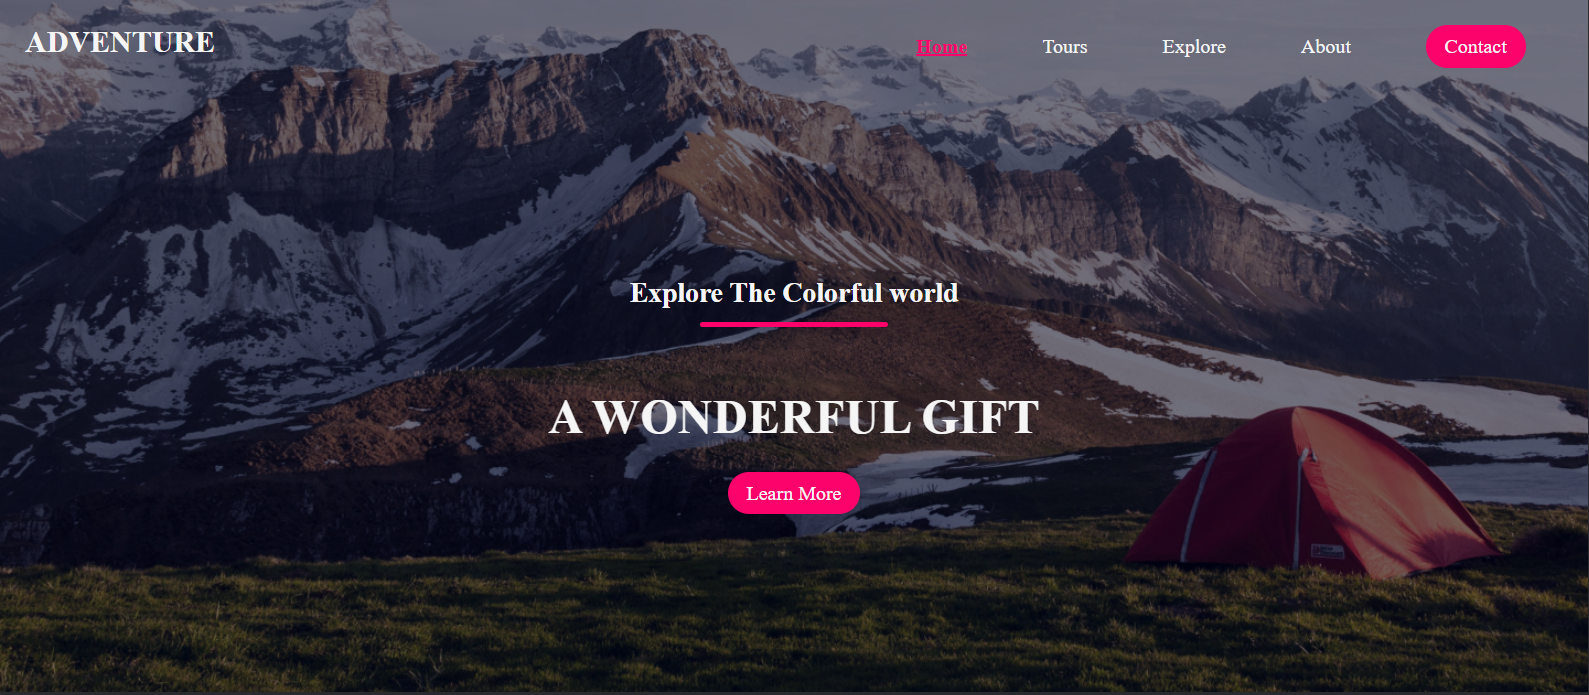 ADVENTURE
Home
Tours
Explore
About
Contact
Explore The Colorful world
A WONDERFUL GIFT
Learn More